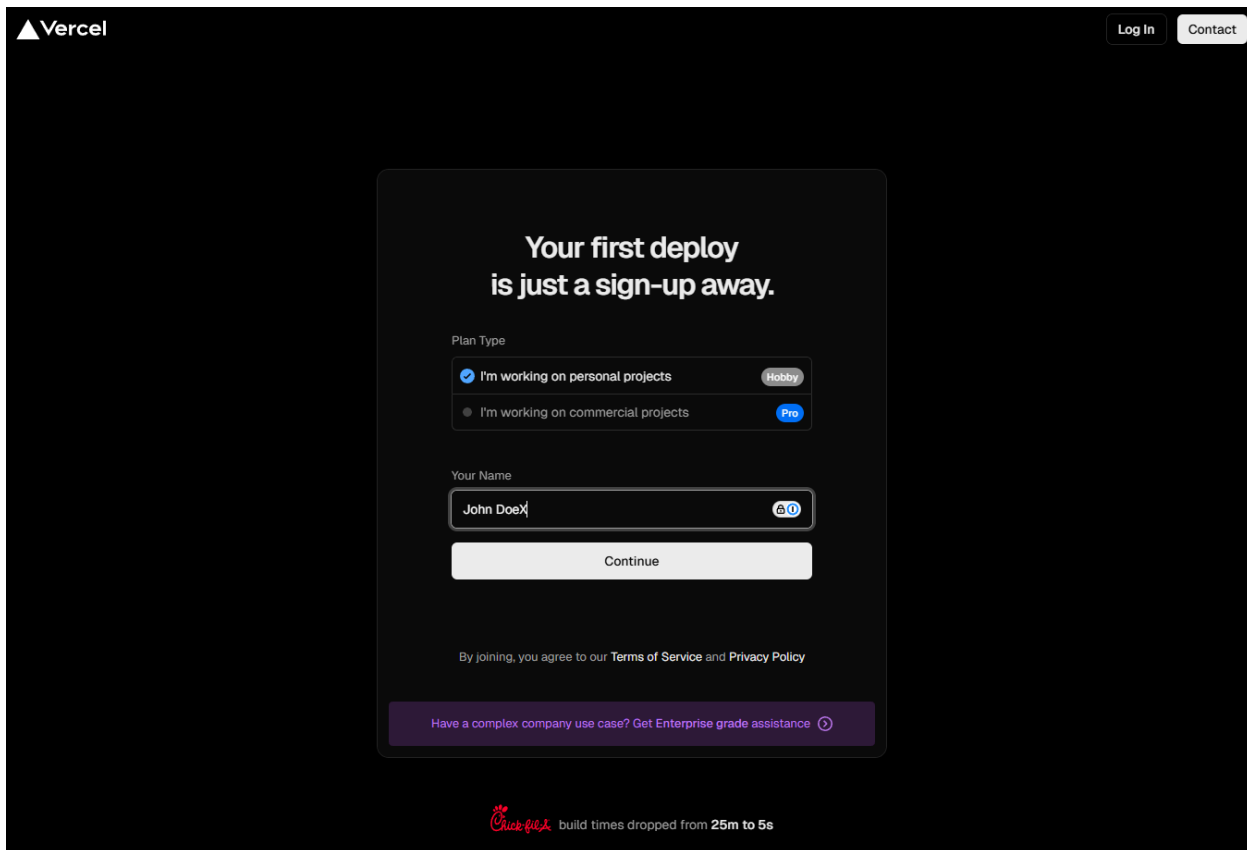 Vercel
Log In
Contact
Your first deploy
is just a sign-up away.
Plan Type
I'm working on personal projects
Hobby
I'm working on commercial projects
Pro
Your Name
John DoeX
Continue
By joining, you agree to our Terms of Service and Privacy Policy
Have a complex company use case? Get Enterprise grade assistance
Chick-fil-A build times dropped from 25m to 5s